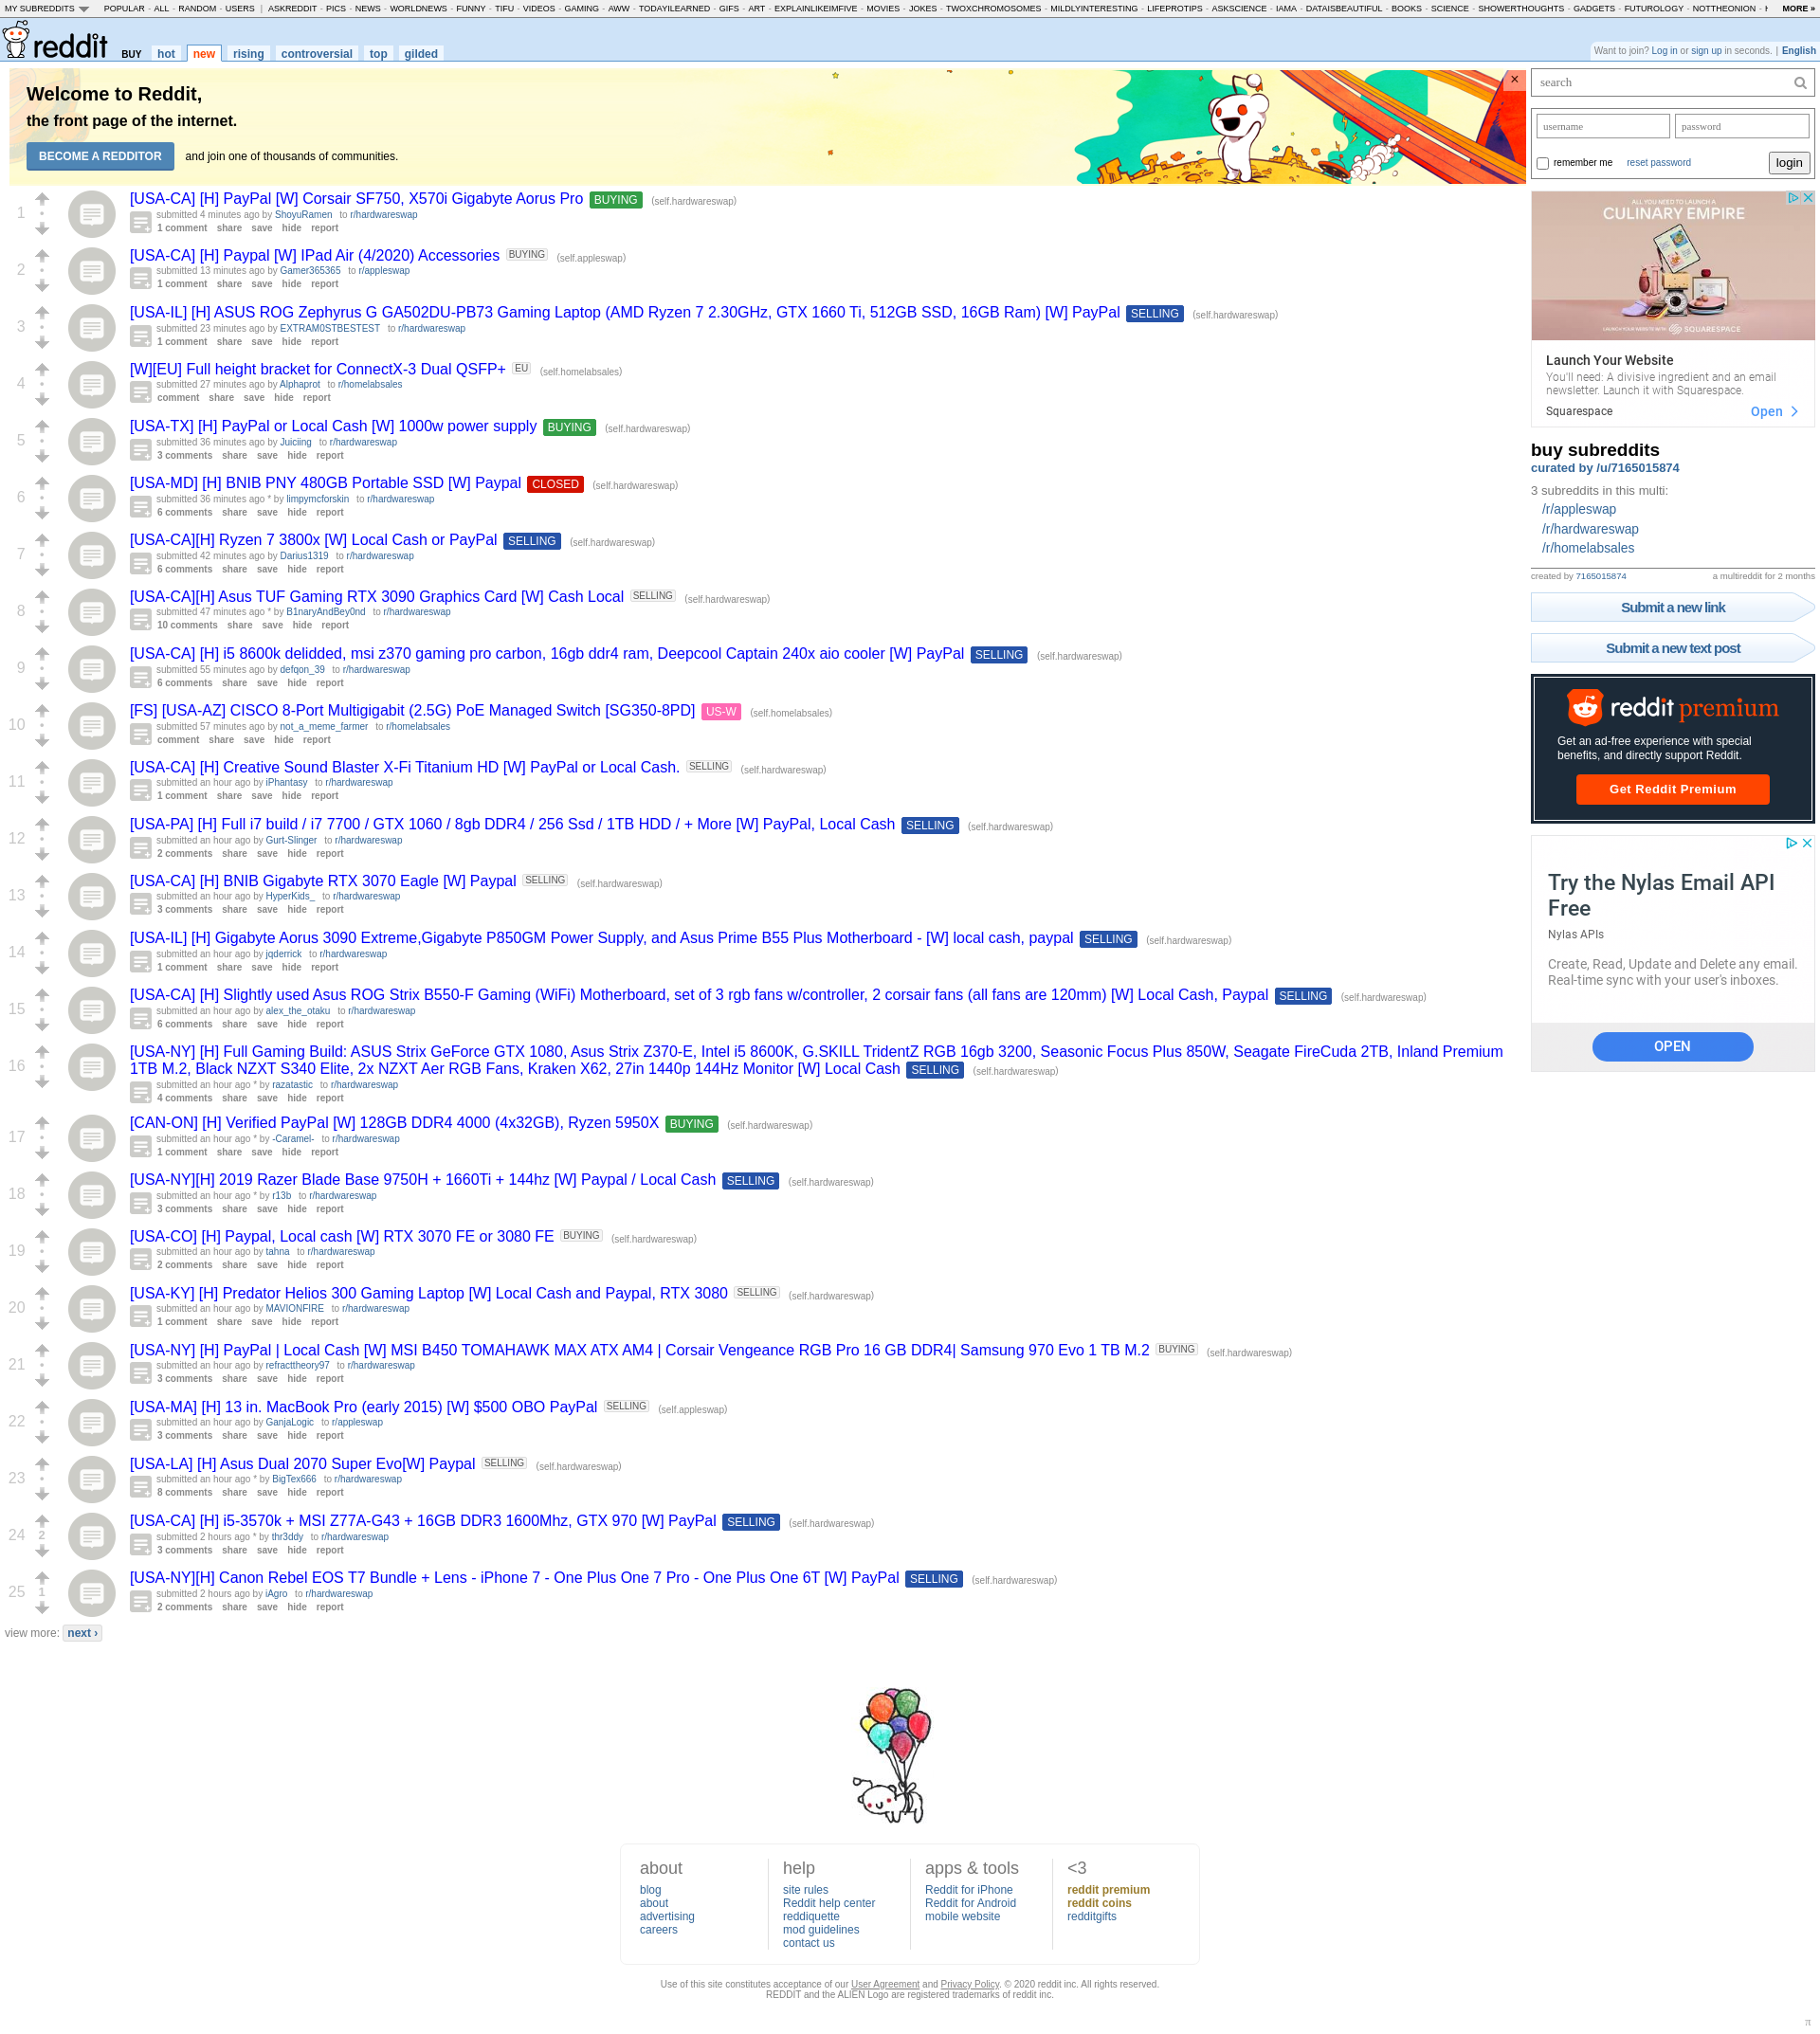 MY SUBREDDITS POPULAR - ALL - RANDOM - USERS | ASKREDDIT - PICS - NEWS - WORLDNEWS - FUNNY - TIFU - VIDEOS - GAMING - AWW - TODAYILEARNED - GIFS - ART - EXPLAINLIKEIMFIVE - MOVIES - JOKES - TWOXCHROMOSOMES - MILDLYINTERESTING - LIFEPROTIPS - ASKSCIENCE - IAMA - DATAISBEAUTIFUL - BOOKS - SCIENCE - SHOWERTHOUGHTS - GADGETS - FUTUROLOGY - NOTTHEONION - MORE »
reddit BUY hot new rising controversial top gilded
Want to join? Log in or sign up in seconds. | English
Welcome to Reddit,
the front page of the internet.
BECOME A REDDITOR and join one of thousands of communities.
×
1
[USA-CA] [H] PayPal [W] Corsair SF750, X570i Gigabyte Aorus Pro BUYING (self.hardwareswap)
submitted 4 minutes ago by ShoyuRamen to r/hardwareswap
1 comment share save hide report
2
[USA-CA] [H] Paypal [W] IPad Air (4/2020) Accessories BUYING (self.appleswap)
submitted 13 minutes ago by Gamer365365 to r/appleswap
1 comment share save hide report
3
[USA-IL] [H] ASUS ROG Zephyrus G GA502DU-PB73 Gaming Laptop (AMD Ryzen 7 2.30GHz, GTX 1660 Ti, 512GB SSD, 16GB Ram) [W] PayPal SELLING (self.hardwareswap)
submitted 23 minutes ago by EXTRAM0STBESTEST to r/hardwareswap
1 comment share save hide report
4
[W][EU] Full height bracket for ConnectX-3 Dual QSFP+ EU (self.homelabsales)
submitted 27 minutes ago by Alphaprot to r/homelabsales
comment share save hide report
5
[USA-TX] [H] PayPal or Local Cash [W] 1000w power supply BUYING (self.hardwareswap)
submitted 36 minutes ago by Juiciing to r/hardwareswap
3 comments share save hide report
6
[USA-MD] [H] BNIB PNY 480GB Portable SSD [W] Paypal CLOSED (self.hardwareswap)
submitted 36 minutes ago * by limpymcforskin to r/hardwareswap
6 comments share save hide report
7
[USA-CA][H] Ryzen 7 3800x [W] Local Cash or PayPal SELLING (self.hardwareswap)
submitted 42 minutes ago by Darius1319 to r/hardwareswap
6 comments share save hide report
8
[USA-CA][H] Asus TUF Gaming RTX 3090 Graphics Card [W] Cash Local SELLING (self.hardwareswap)
submitted 47 minutes ago * by B1naryAndBey0nd to r/hardwareswap
10 comments share save hide report
9
[USA-CA] [H] i5 8600k delidded, msi z370 gaming pro carbon, 16gb ddr4 ram, Deepcool Captain 240x aio cooler [W] PayPal SELLING (self.hardwareswap)
submitted 55 minutes ago by defqon_39 to r/hardwareswap
6 comments share save hide report
10
[FS] [USA-AZ] CISCO 8-Port Multigigabit (2.5G) PoE Managed Switch [SG350-8PD] US-W (self.homelabsales)
submitted 57 minutes ago by not_a_meme_farmer to r/homelabsales
comment share save hide report
11
[USA-CA] [H] Creative Sound Blaster X-Fi Titanium HD [W] PayPal or Local Cash. SELLING (self.hardwareswap)
submitted an hour ago by iPhantasy to r/hardwareswap
1 comment share save hide report
12
[USA-PA] [H] Full i7 build / i7 7700 / GTX 1060 / 8gb DDR4 / 256 Ssd / 1TB HDD / + More [W] PayPal, Local Cash SELLING (self.hardwareswap)
submitted an hour ago by Gurt-Slinger to r/hardwareswap
2 comments share save hide report
13
[USA-CA] [H] BNIB Gigabyte RTX 3070 Eagle [W] Paypal SELLING (self.hardwareswap)
submitted an hour ago by HyperKids_ to r/hardwareswap
3 comments share save hide report
14
[USA-IL] [H] Gigabyte Aorus 3090 Extreme,Gigabyte P850GM Power Supply, and Asus Prime B55 Plus Motherboard - [W] local cash, paypal SELLING (self.hardwareswap)
submitted an hour ago by jqderrick to r/hardwareswap
1 comment share save hide report
15
[USA-CA] [H] Slightly used Asus ROG Strix B550-F Gaming (WiFi) Motherboard, set of 3 rgb fans w/controller, 2 corsair fans (all fans are 120mm) [W] Local Cash, Paypal SELLING (self.hardwareswap)
submitted an hour ago by alex_the_otaku to r/hardwareswap
6 comments share save hide report
16
[USA-NY] [H] Full Gaming Build: ASUS Strix GeForce GTX 1080, Asus Strix Z370-E, Intel i5 8600K, G.SKILL TridentZ RGB 16gb 3200, Seasonic Focus Plus 850W, Seagate FireCuda 2TB, Inland Premium
1TB M.2, Black NZXT S340 Elite, 2x NZXT Aer RGB Fans, Kraken X62, 27in 1440p 144Hz Monitor [W] Local Cash SELLING (self.hardwareswap)
submitted an hour ago * by razatastic to r/hardwareswap
4 comments share save hide report
17
[CAN-ON] [H] Verified PayPal [W] 128GB DDR4 4000 (4x32GB), Ryzen 5950X BUYING (self.hardwareswap)
submitted an hour ago * by -Caramel- to r/hardwareswap
1 comment share save hide report
18
[USA-NY][H] 2019 Razer Blade Base 9750H + 1660Ti + 144hz [W] Paypal / Local Cash SELLING (self.hardwareswap)
submitted an hour ago * by r13b to r/hardwareswap
3 comments share save hide report
19
[USA-CO] [H] Paypal, Local cash [W] RTX 3070 FE or 3080 FE BUYING (self.hardwareswap)
submitted an hour ago by tahna to r/hardwareswap
2 comments share save hide report
20
[USA-KY] [H] Predator Helios 300 Gaming Laptop [W] Local Cash and Paypal, RTX 3080 SELLING (self.hardwareswap)
submitted an hour ago by MAVIONFIRE to r/hardwareswap
1 comment share save hide report
21
[USA-NY] [H] PayPal | Local Cash [W] MSI B450 TOMAHAWK MAX ATX AM4 | Corsair Vengeance RGB Pro 16 GB DDR4| Samsung 970 Evo 1 TB M.2 BUYING (self.hardwareswap)
submitted an hour ago by refracttheory97 to r/hardwareswap
3 comments share save hide report
22
[USA-MA] [H] 13 in. MacBook Pro (early 2015) [W] $500 OBO PayPal SELLING (self.appleswap)
submitted an hour ago by GanjaLogic to r/appleswap
3 comments share save hide report
23
[USA-LA] [H] Asus Dual 2070 Super Evo[W] Paypal SELLING (self.hardwareswap)
submitted an hour ago * by BigTex666 to r/hardwareswap
8 comments share save hide report
24 2
[USA-CA] [H] i5-3570k + MSI Z77A-G43 + 16GB DDR3 1600Mhz, GTX 970 [W] PayPal SELLING (self.hardwareswap)
submitted 2 hours ago * by thr3ddy to r/hardwareswap
3 comments share save hide report
25 1
[USA-NY][H] Canon Rebel EOS T7 Bundle + Lens - iPhone 7 - One Plus One 7 Pro - One Plus One 6T [W] PayPal SELLING (self.hardwareswap)
submitted 2 hours ago by iAgro to r/hardwareswap
2 comments share save hide report
view more: next ›
search
username password
remember me reset password login
ALL YOU NEED TO LAUNCH A
CULINARY EMPIRE
LAUNCH YOUR WEBSITE WITH SQUARESPACE
Launch Your Website
You'll need: A divisive ingredient and an email
newsletter. Launch it with Squarespace.
Squarespace Open
buy subreddits
curated by /u/7165015874
3 subreddits in this multi:
/r/appleswap
/r/hardwareswap
/r/homelabsales
created by 7165015874 a multireddit for 2 months
Submit a new link
Submit a new text post
reddit premium
Get an ad-free experience with special
benefits, and directly support Reddit.
Get Reddit Premium
Try the Nylas Email API
Free
Nylas APIs
Create, Read, Update and Delete any email.
Real-time sync with your user's inboxes.
OPEN
about
blog
about
advertising
careers
help
site rules
Reddit help center
reddiquette
mod guidelines
contact us
apps & tools
Reddit for iPhone
Reddit for Android
mobile website
<3
reddit premium
reddit coins
redditgifts
Use of this site constitutes acceptance of our User Agreement and Privacy Policy. © 2020 reddit inc. All rights reserved.
REDDIT and the ALIEN Logo are registered trademarks of reddit inc.
π